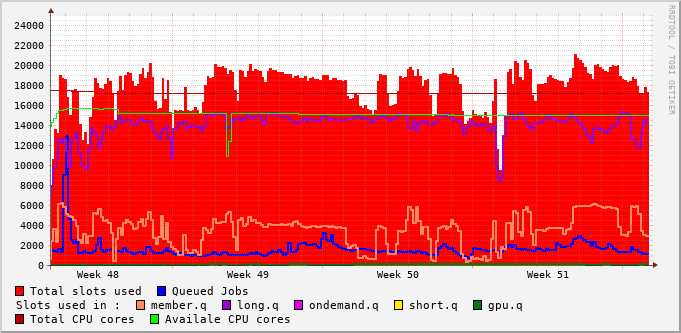 24000
22000
20000
18000
16000
14000
12000
10000
8000
6000
4000
2000
0
Week 48 Week 49 Week 50 Week 51
RRDTOOL / TOBI OETIKER
Total slots used Queued Jobs
Slots used in : member.q long.q ondemand.q short.q gpu.q
Total CPU cores Availale CPU cores